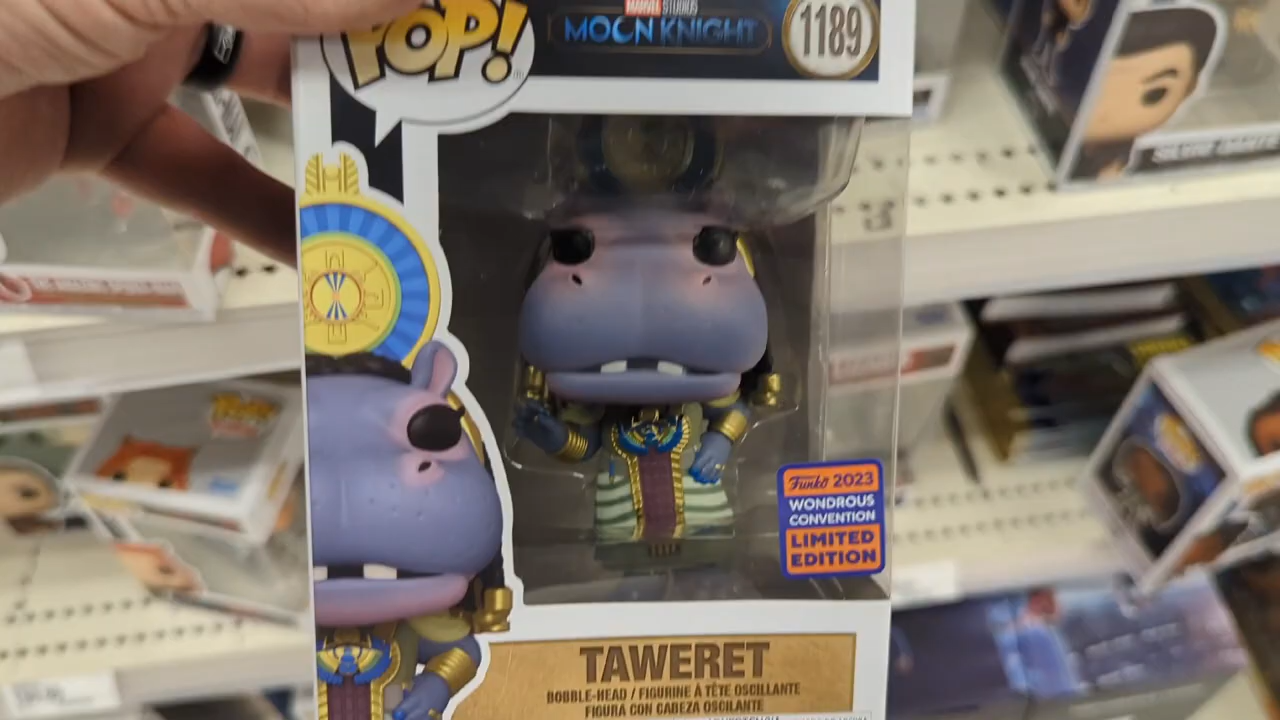 POP!
MARVEL STUDIOS
MOON KNIGHT
1189
Funko 2023
WONDROUS
CONVENTION
LIMITED
EDITION
TAWERET
BOBBLE-HEAD / FIGURINE À TÊTE OSCILLANTE
FIGURA CON CABEZA OSCILANTE